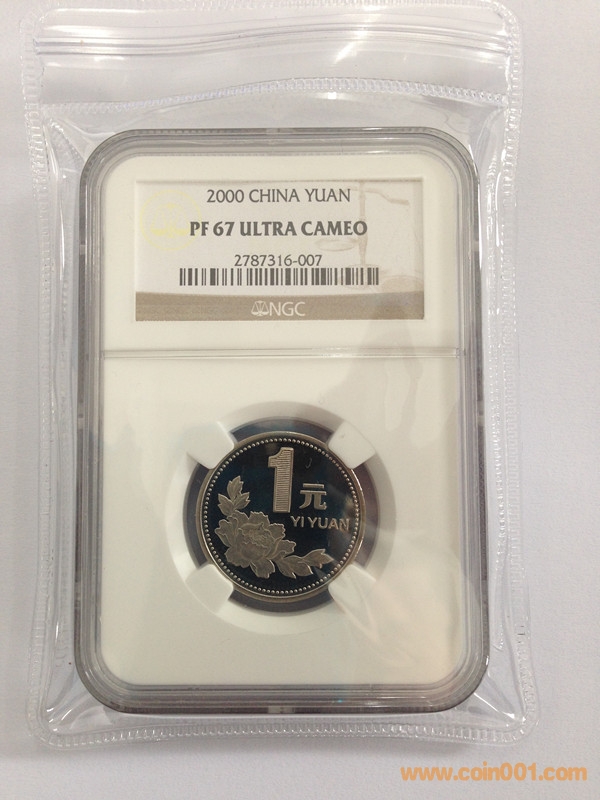 2000 CHINA YUAN
PF 67 ULTRA CAMEO
2787316-007
NGC
1
元
YI YUAN
www.coin001.com